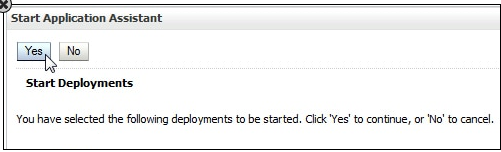 Start Application Assistant
Yes No
Start Deployments
You have selected the following deployments to be started. Click 'Yes' to continue, or 'No' to cancel.